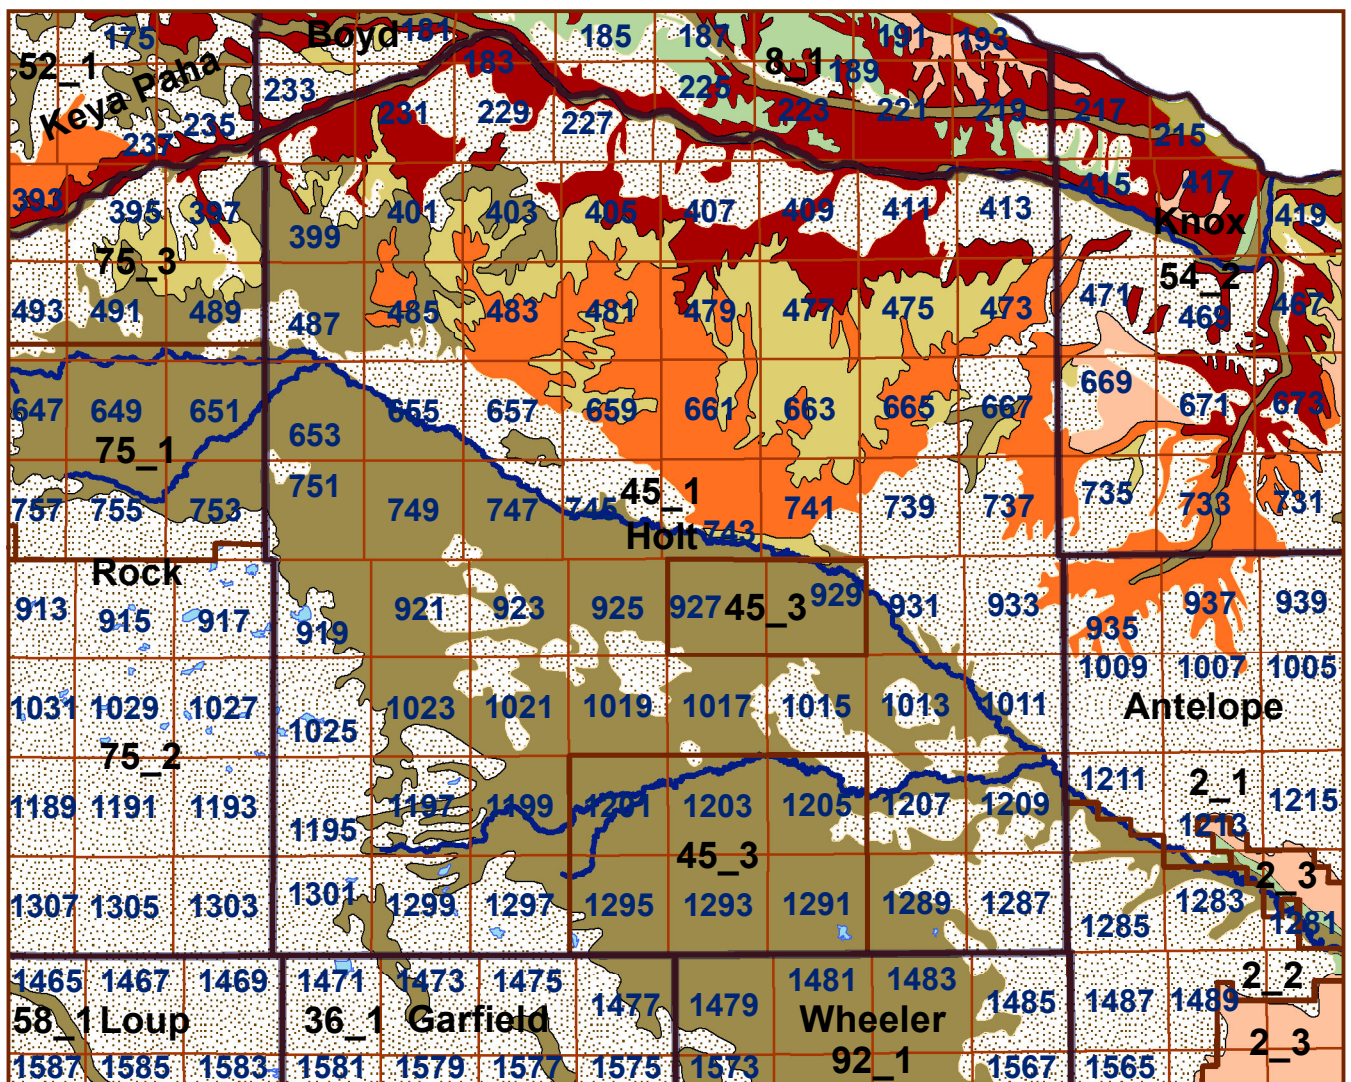 175 Boyd 181 185 187 191 193
52_1 Keya Paha 183 8_1 189
233 225
237 235 231 229 227 223 221 219 217 215
393 395 397 399 401 403 405 407 409 411 413 415 417 419
75_3 Knox
54_2
493 491 489 487 485 483 481 479 477 475 473 471 469 467
647 649 651 653 655 657 659 661 663 665 667 669 671 673
75_1
757 755 753 751 749 747 745 45_1 743 741 739 737 735 733 731
Holt
Rock
913 915 917 919 921 923 925 927 45_3 929 931 933 935 937 939
1031 1029 1027 1025 1023 1021 1019 1017 1015 1013 1011 1009 1007 1005
75_2 Antelope
1189 1191 1193 1195 1197 1199 1201 1203 1205 1207 1209 1211 2_1 1213 1215
45_3 2_3
1307 1305 1303 1301 1299 1297 1295 1293 1291 1289 1287 1285 1283 1281
1465 1467 1469 1471 1473 1475 1477 1479 1481 1483 1485 1487 1489 2_2
58_1 Loup 36_1 Garfield Wheeler
92_1 2_3
1587 1585 1583 1581 1579 1577 1575 1573 1567 1565